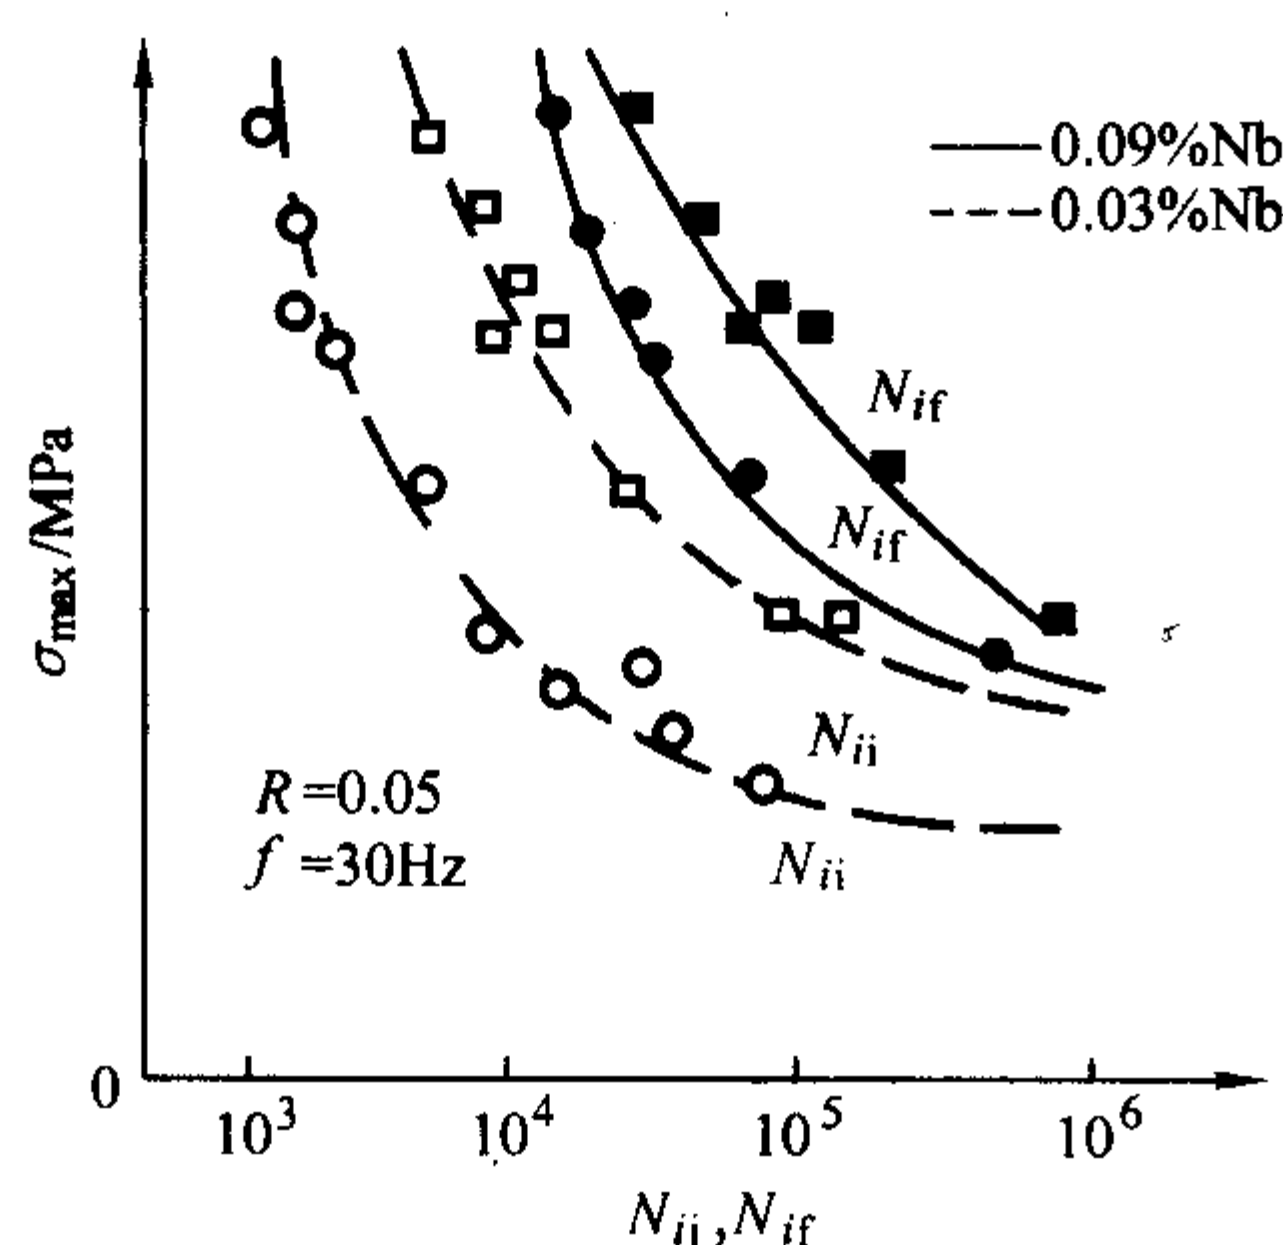 0.09%Nb
0.03%Nb
σmax/MPa
Nif
Nif
Nii
Nii
R=0.05
f=30Hz
0
10³ 10⁴ 10⁵ 10⁶
Nii,Nif